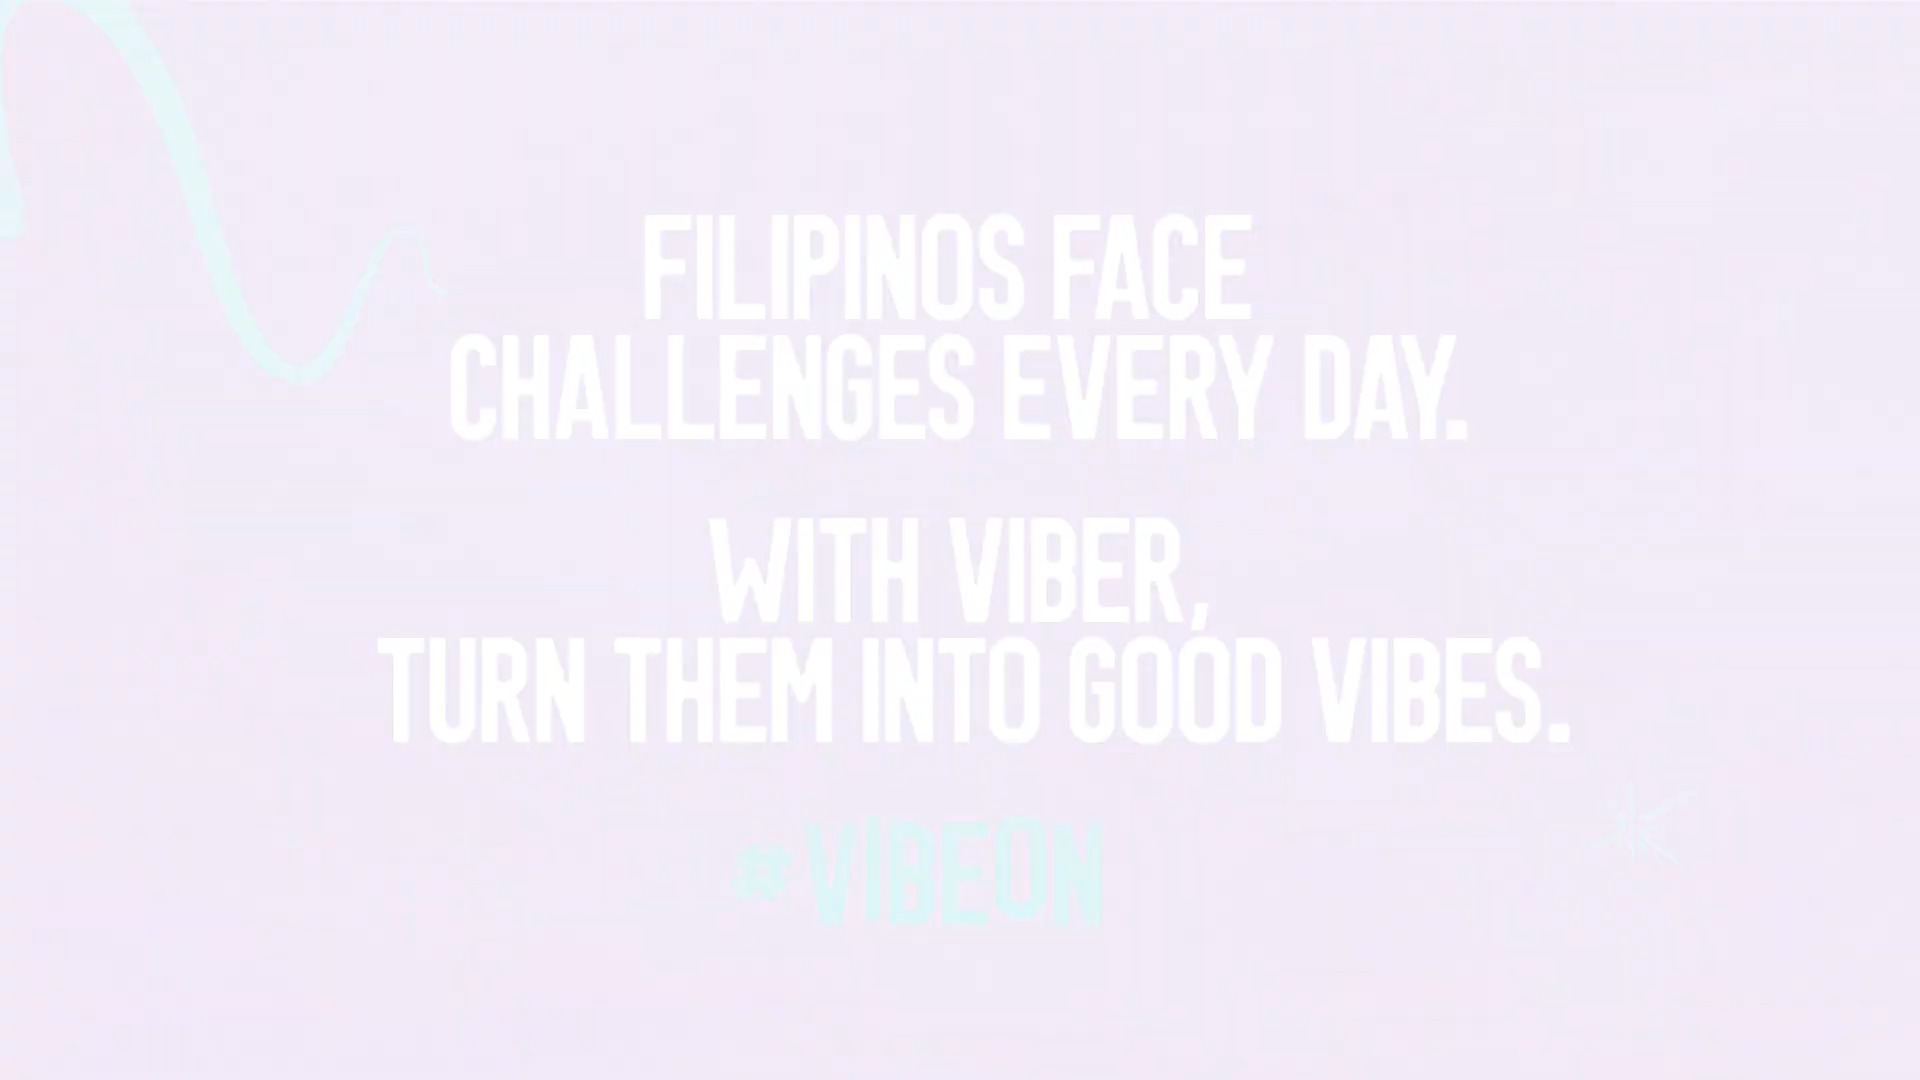 FILIPINOS FACE
CHALLENGES EVERY DAY.
WITH VIBER,
TURN THEM INTO GOOD VIBES.
#VIBEON